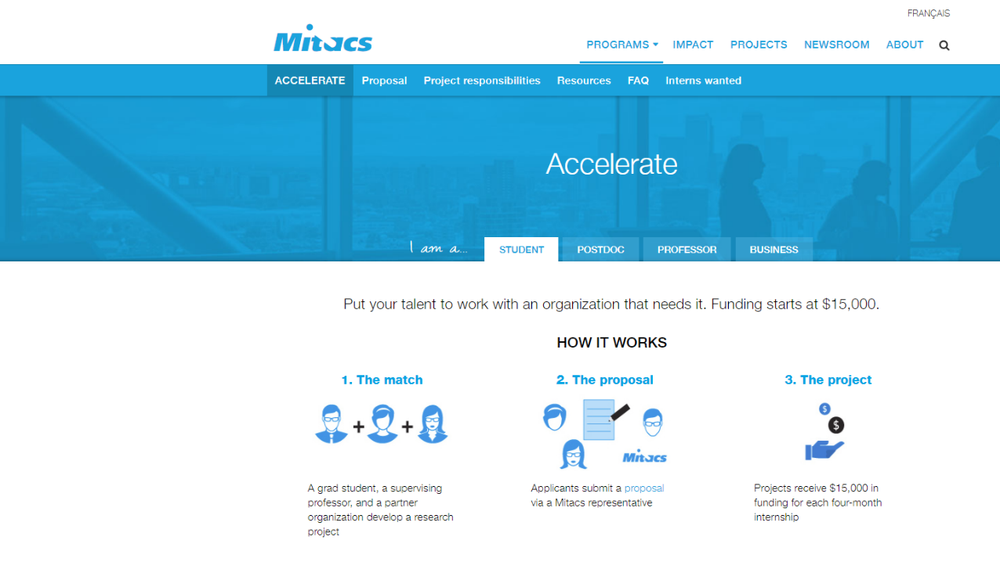 FRANÇAIS
Mitacs
PROGRAMS IMPACT PROJECTS NEWSROOM ABOUT
ACCELERATE Proposal Project responsibilities Resources FAQ Interns wanted
Accelerate
I am a... STUDENT POSTDOC PROFESSOR BUSINESS
Put your talent to work with an organization that needs it. Funding starts at $15,000.
HOW IT WORKS
1. The match
+ +
A grad student, a supervising
professor, and a partner
organization develop a research
project
2. The proposal
Mitacs
Applicants submit a proposal
via a Mitacs representative
3. The project
$
$
Projects receive $15,000 in
funding for each four-month
internship